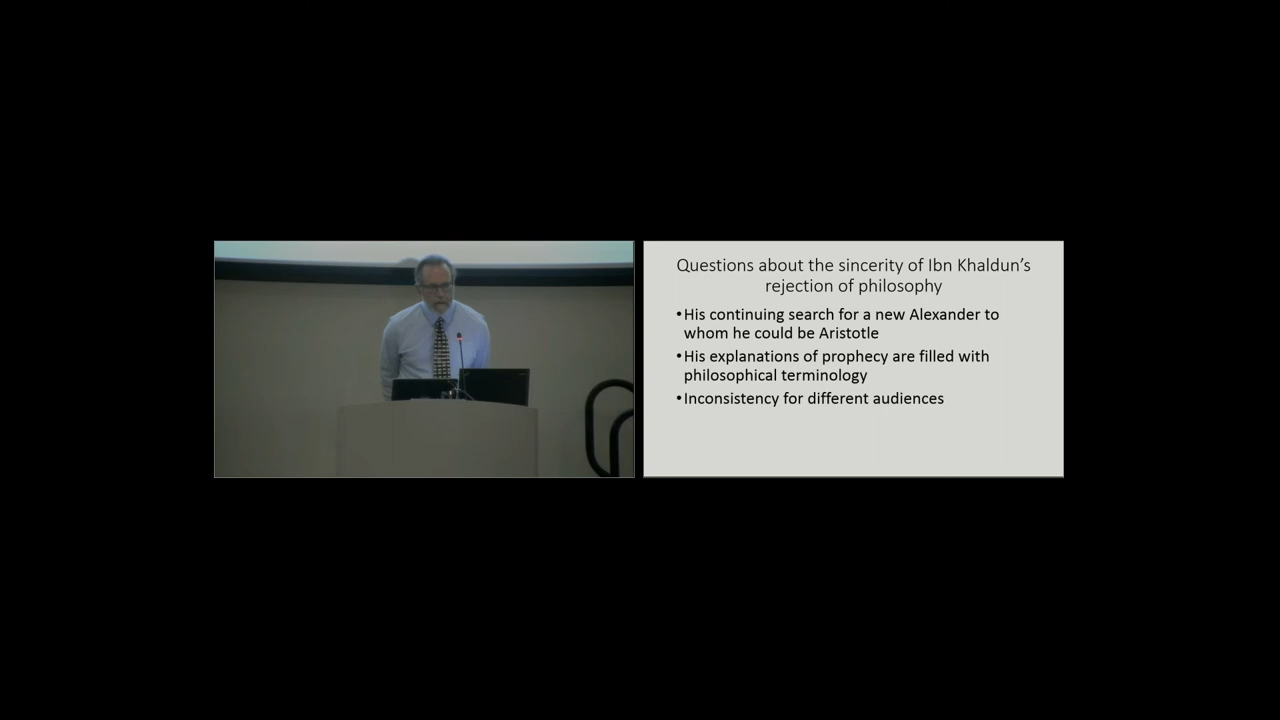 Questions about the sincerity of Ibn Khaldun’s
rejection of philosophy
•His continuing search for a new Alexander to
whom he could be Aristotle
•His explanations of prophecy are filled with
philosophical terminology
•Inconsistency for different audiences